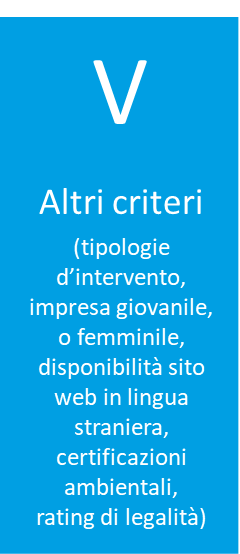 V
Altri criteri
(tipologie
d’intervento,
impresa giovanile,
o femminile,
disponibilità sito
web in lingua
straniera,
certificazioni
ambientali,
rating di legalità)